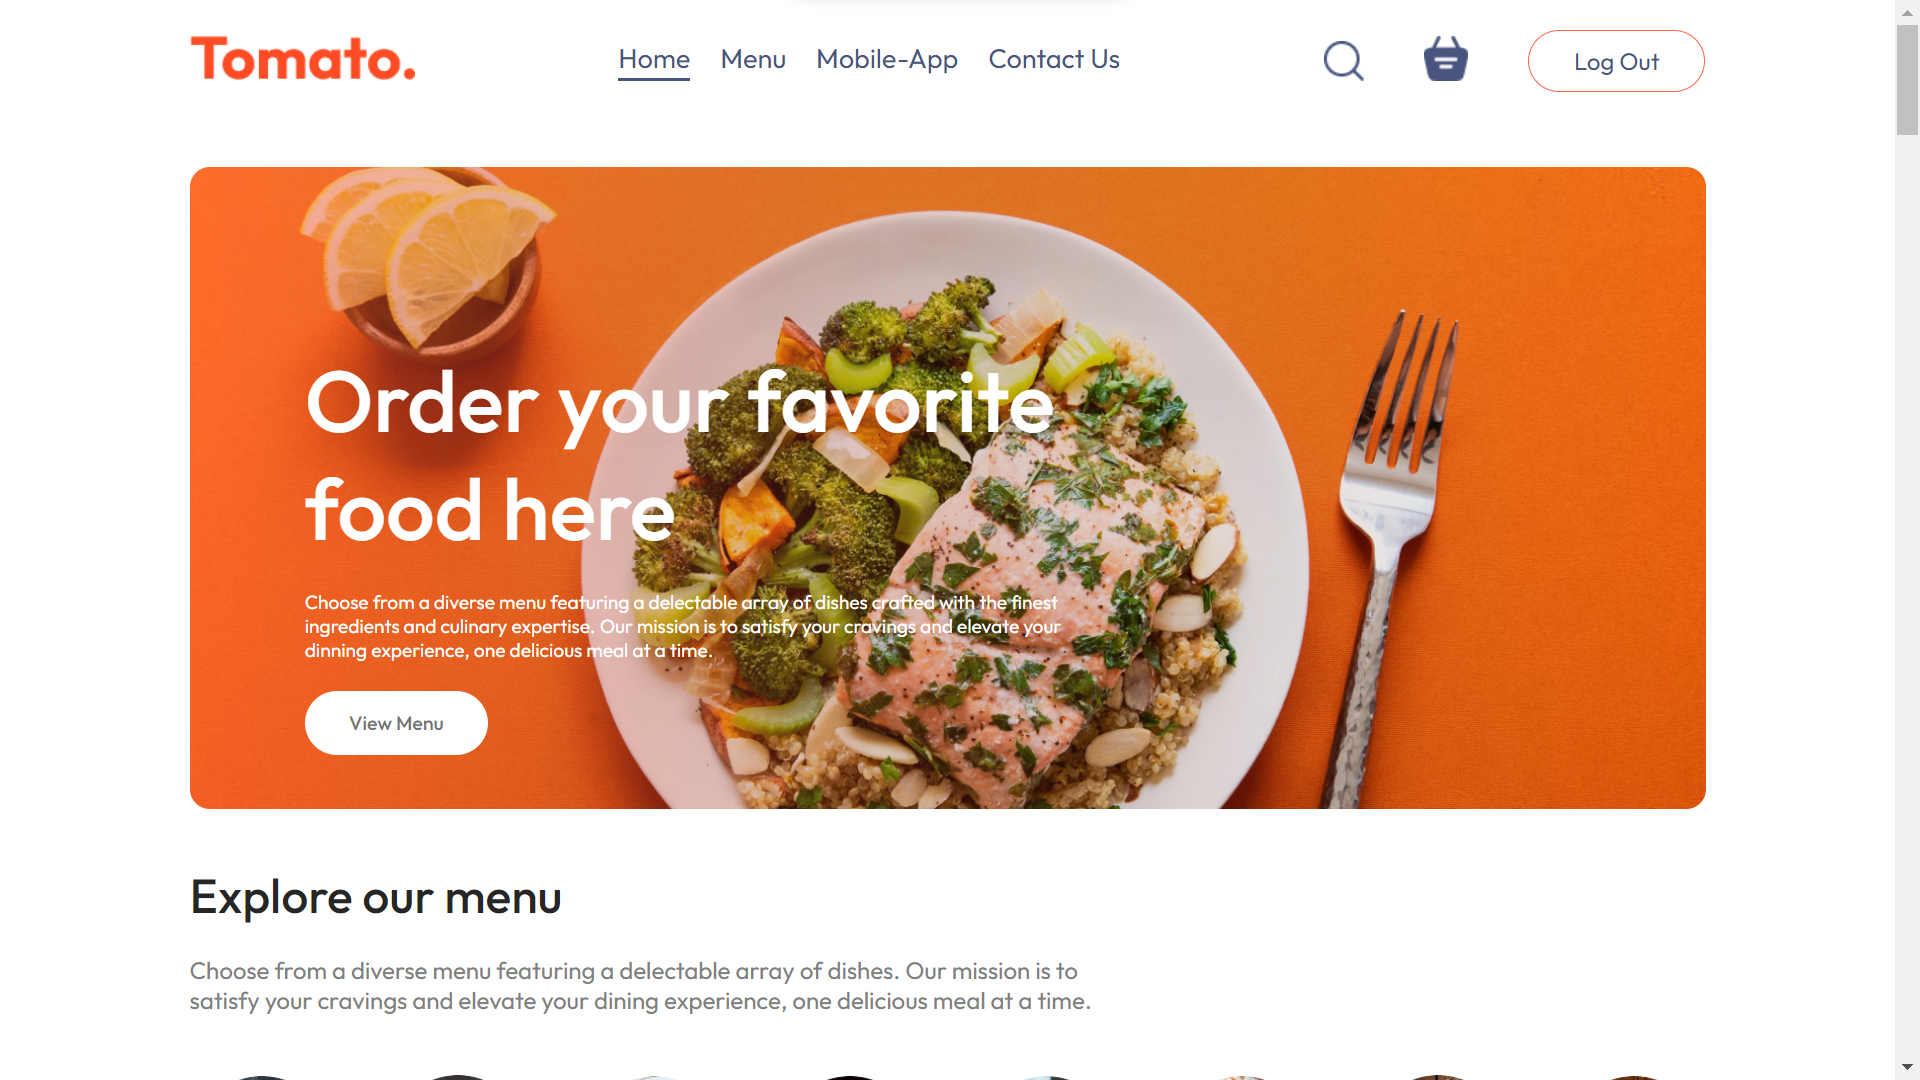 Tomato.
Home Menu Mobile-App Contact Us
Log Out
Order your favorite
food here
Choose from a diverse menu featuring a delectable array of dishes crafted with the finest
ingredients and culinary expertise. Our mission is to satisfy your cravings and elevate your
dinning experience, one delicious meal at a time.
View Menu
Explore our menu
Choose from a diverse menu featuring a delectable array of dishes. Our mission is to
satisfy your cravings and elevate your dining experience, one delicious meal at a time.